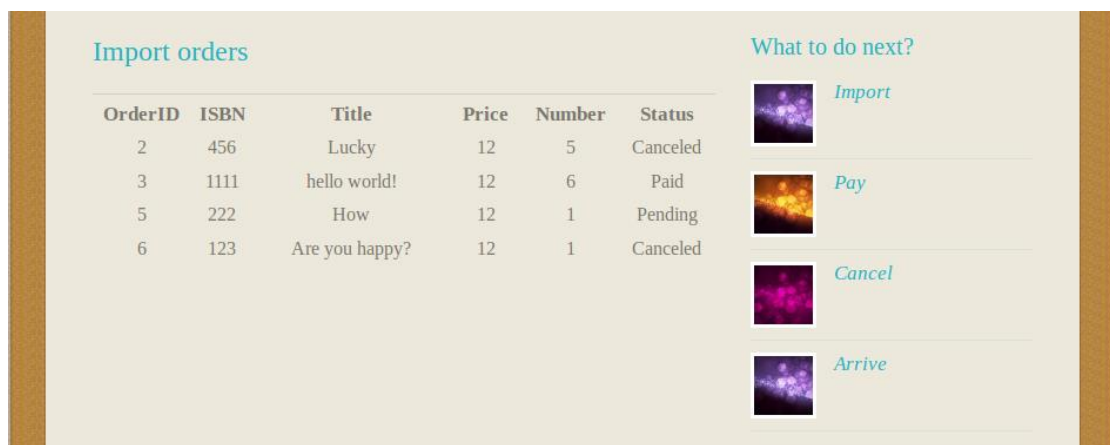 Import orders
OrderID ISBN Title Price Number Status
2 456 Lucky 12 5 Canceled
3 1111 hello world! 12 6 Paid
5 222 How 12 1 Pending
6 123 Are you happy? 12 1 Canceled
What to do next?
Import
Pay
Cancel
Arrive